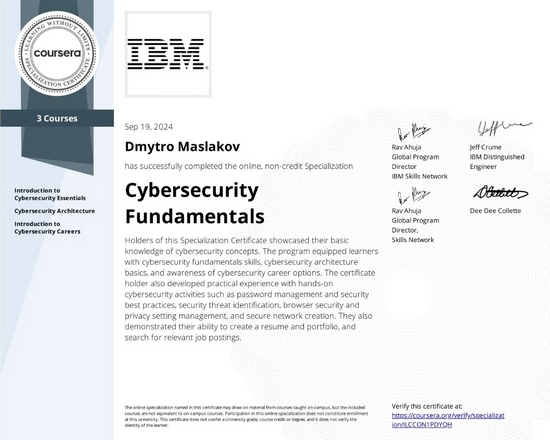 LEARNING WITHOUT LIMITS
coursera
SPECIALIZATION CERTIFICATE
3 Courses
Introduction to
Cybersecurity Essentials
Cybersecurity Architecture
Introduction to
Cybersecurity Careers
IBM
Sep 19, 2024
Dmytro Maslakov
has successfully completed the online, non-credit Specialization
Cybersecurity
Fundamentals
Holders of this Specialization Certificate showcased their basic
knowledge of cybersecurity concepts. The program equipped learners
with cybersecurity fundamentals skills, cybersecurity architecture
basics, and awareness of cybersecurity career options. The certificate
holder also developed practical experience with hands-on
cybersecurity activities such as password management and security
best practices, security threat identification, browser security and
privacy setting management, and secure network creation. They also
demonstrated their ability to create a resume and portfolio, and
search for relevant job postings.
Rav Ahuja
Global Program
Director
IBM Skills Network
Jeff Crume
IBM Distinguished
Engineer
Rav Ahuja
Global Program
Director,
Skills Network
Dee Dee Collette
The online specialization named in this certificate may draw on material from courses taught on-campus, but the included
courses are not equivalent to on-campus courses. Participation in this online specialization does not constitute enrollment
at this university. This certificate does not confer a University grade, course credit or degree, and it does not verify the
identity of the learner.
Verify this certificate at:
https://coursera.org/verify/specializat
ion/ILCCON1PDYQH